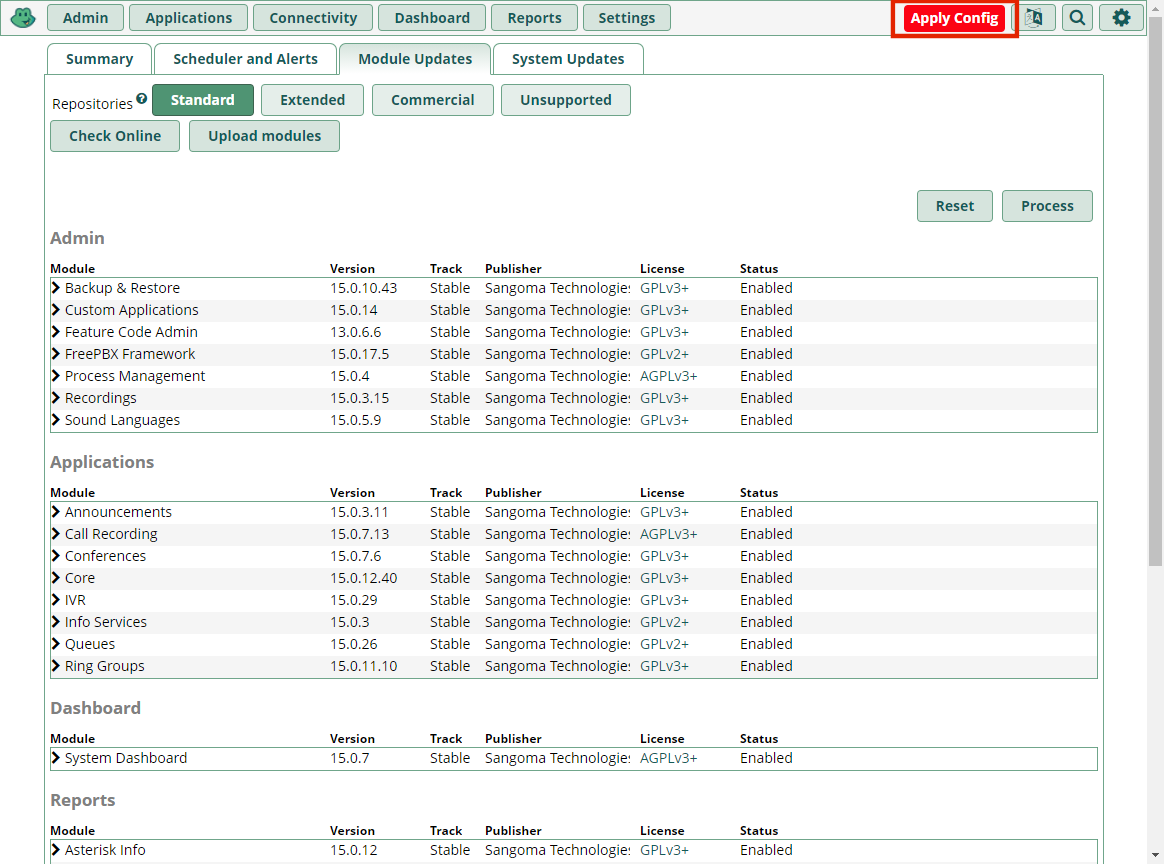 Admin Applications Connectivity Dashboard Reports Settings Apply Config
Summary Scheduler and Alerts Module Updates System Updates
Repositories Standard Extended Commercial Unsupported
Check Online Upload modules
Reset Process
Admin
Module Version Track Publisher License Status
Backup & Restore 15.0.10.43 Stable Sangoma Technologies GPLv3+ Enabled
Custom Applications 15.0.14 Stable Sangoma Technologies GPLv3+ Enabled
Feature Code Admin 13.0.6.6 Stable Sangoma Technologies GPLv3+ Enabled
FreePBX Framework 15.0.17.5 Stable Sangoma Technologies GPLv2+ Enabled
Process Management 15.0.4 Stable Sangoma Technologies AGPLv3+ Enabled
Recordings 15.0.3.15 Stable Sangoma Technologies GPLv3+ Enabled
Sound Languages 15.0.5.9 Stable Sangoma Technologies GPLv3+ Enabled
Applications
Module Version Track Publisher License Status
Announcements 15.0.3.11 Stable Sangoma Technologies GPLv3+ Enabled
Call Recording 15.0.7.13 Stable Sangoma Technologies AGPLv3+ Enabled
Conferences 15.0.7.6 Stable Sangoma Technologies GPLv3+ Enabled
Core 15.0.12.40 Stable Sangoma Technologies GPLv3+ Enabled
IVR 15.0.29 Stable Sangoma Technologies GPLv3+ Enabled
Info Services 15.0.3 Stable Sangoma Technologies GPLv2+ Enabled
Queues 15.0.26 Stable Sangoma Technologies GPLv2+ Enabled
Ring Groups 15.0.11.10 Stable Sangoma Technologies GPLv3+ Enabled
Dashboard
Module Version Track Publisher License Status
System Dashboard 15.0.7 Stable Sangoma Technologies AGPLv3+ Enabled
Reports
Module Version Track Publisher License Status
Asterisk Info 15.0.12 Stable Sangoma Technologies GPLv3+ Enabled